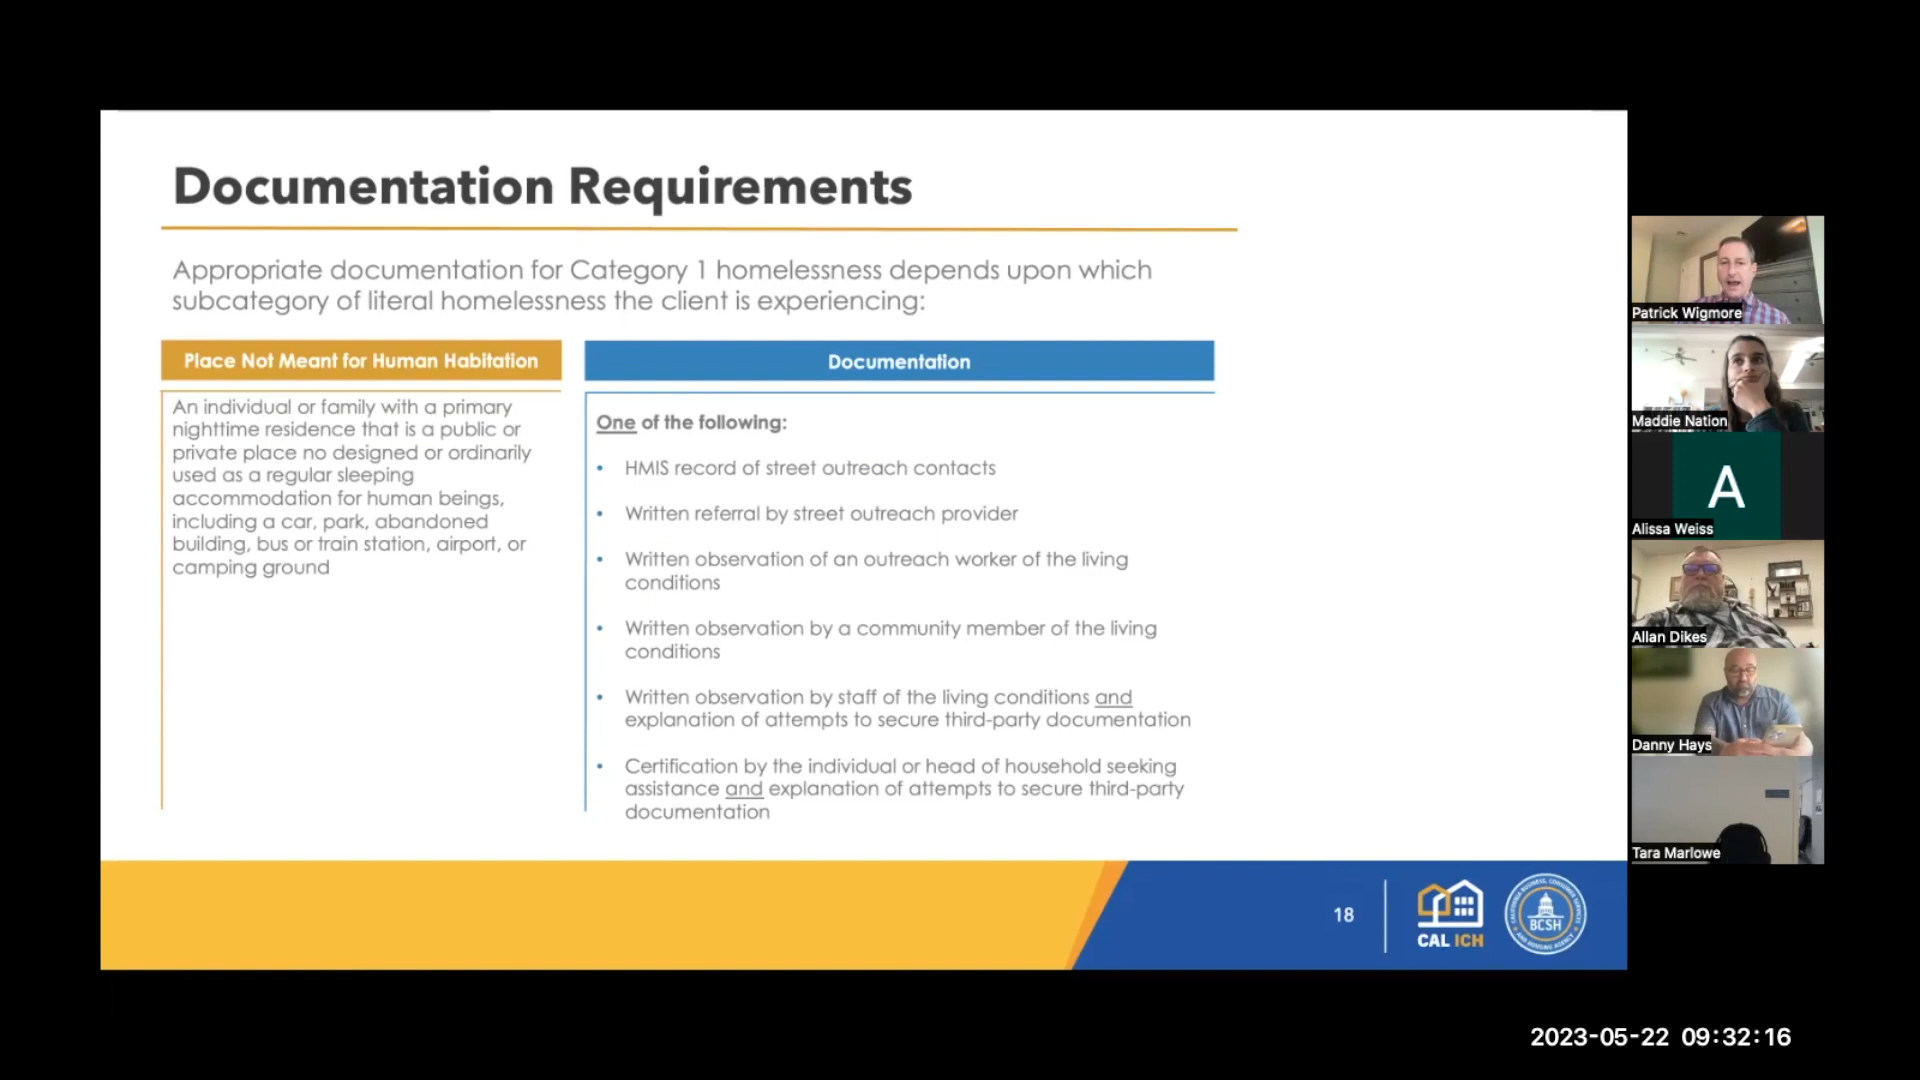 Documentation Requirements
Appropriate documentation for Category 1 homelessness depends upon which
subcategory of literal homelessness the client is experiencing:
Place Not Meant for Human Habitation
An individual or family with a primary
nighttime residence that is a public or
private place no designed or ordinarily
used as a regular sleeping
accommodation for human beings,
including a car, park, abandoned
building, bus or train station, airport, or
camping ground
Documentation
One of the following:
• HMIS record of street outreach contacts
• Written referral by street outreach provider
• Written observation of an outreach worker of the living
conditions
• Written observation by a community member of the living
conditions
• Written observation by staff of the living conditions and
explanation of attempts to secure third-party documentation
• Certification by the individual or head of household seeking
assistance and explanation of attempts to secure third-party
documentation
18
CAL ICH
CALIFORNIA BUSINESS, CONSUMER SERVICES
AND HOUSING AGENCY
BCSH
Patrick Wigmore
Maddie Nation
A
Alissa Weiss
Allan Dikes
Danny Hays
Tara Marlowe
2023-05-22 09:32:16